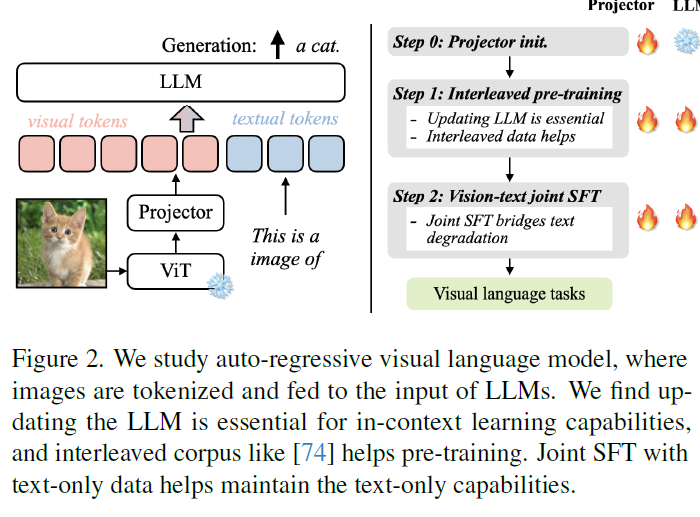 Projector LLM
Generation: a cat.
LLM
visual tokens textual tokens
Projector
This is a
image of
ViT
Step 0: Projector init.
Step 1: Interleaved pre-training
- Updating LLM is essential
- Interleaved data helps
Step 2: Vision-text joint SFT
- Joint SFT bridges text
degradation
Visual language tasks
Figure 2. We study auto-regressive visual language model, where
images are tokenized and fed to the input of LLMs. We find up-
dating the LLM is essential for in-context learning capabilities,
and interleaved corpus like [74] helps pre-training. Joint SFT with
text-only data helps maintain the text-only capabilities.